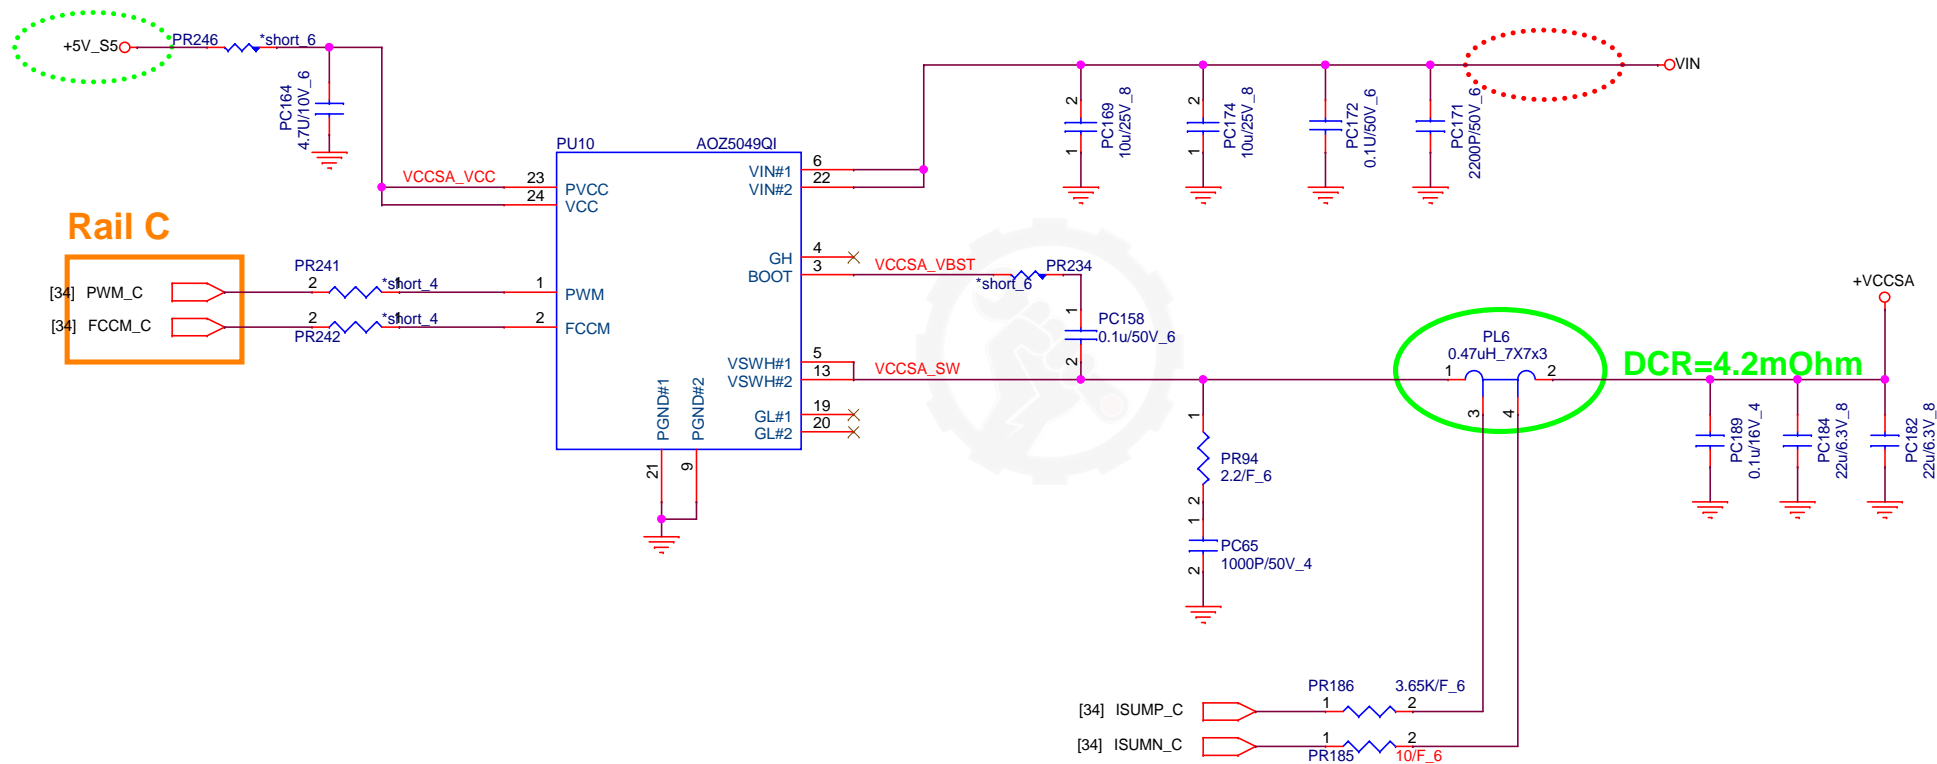 +5V_S5
PR246
*short_6
PC164
4.7U/10V_6
VIN
PC169
10u/25V_8
2
1
PC174
10u/25V_8
2
1
PC172
0.1U/50V_6
PC171
2200P/50V_6
PU10
AOZ5049QI
VCCSA_VCC
23
PVCC
24
VCC
6
VIN#1
22
VIN#2
Rail C
[34] PWM_C
PR241
2
1
*short_4
1
PWM
[34] FCCM_C
PR242
2
1
*short_4
2
FCCM
4
GH
3
BOOT
VCCSA_VBST
PR234
*short_6
1
PC158
0.1u/50V_6
2
5
VSWH#1
13
VSWH#2
VCCSA_SW
19
GL#1
20
GL#2
PGND#1
PGND#2
21
9
PL6
0.47uH_7X7x3
1
2
3
4
DCR=4.2mOhm
+VCCSA
PC189
0.1u/16V_4
PC184
22u/6.3V_8
PC182
22u/6.3V_8
1
PR94
2.2/F_6
2
1
PC65
1000P/50V_4
2
[34] ISUMP_C
PR186
1
3.65K/F_6
2
[34] ISUMN_C
1
PR185
2
10/F_6